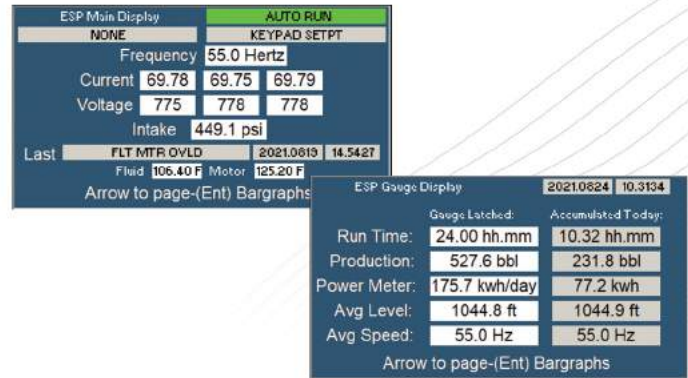 ESP Main Display AUTO RUN
NONE KEYPAD SETPT
Frequency 55.0 Hertz
Current 69.78 69.75 69.79
Voltage 775 778 778
Intake 449.1 psi
Last FLT MTR OVLD 2021.0819 14.5427
Fluid 106.40 F Motor 125.20 F
Arrow to page-(Ent) Bargraphs
ESP Gauge Display 2021.0824 10.3134
Gauge Latched: Accumulated Today:
Run Time: 24.00 hh.mm 10.32 hh.mm
Production: 527.6 bbl 231.8 bbl
Power Meter: 175.7 kwh/day 77.2 kwh
Avg Level: 1044.8 ft 1044.9 ft
Avg Speed: 55.0 Hz 55.0 Hz
Arrow to page-(Ent) Bargraphs